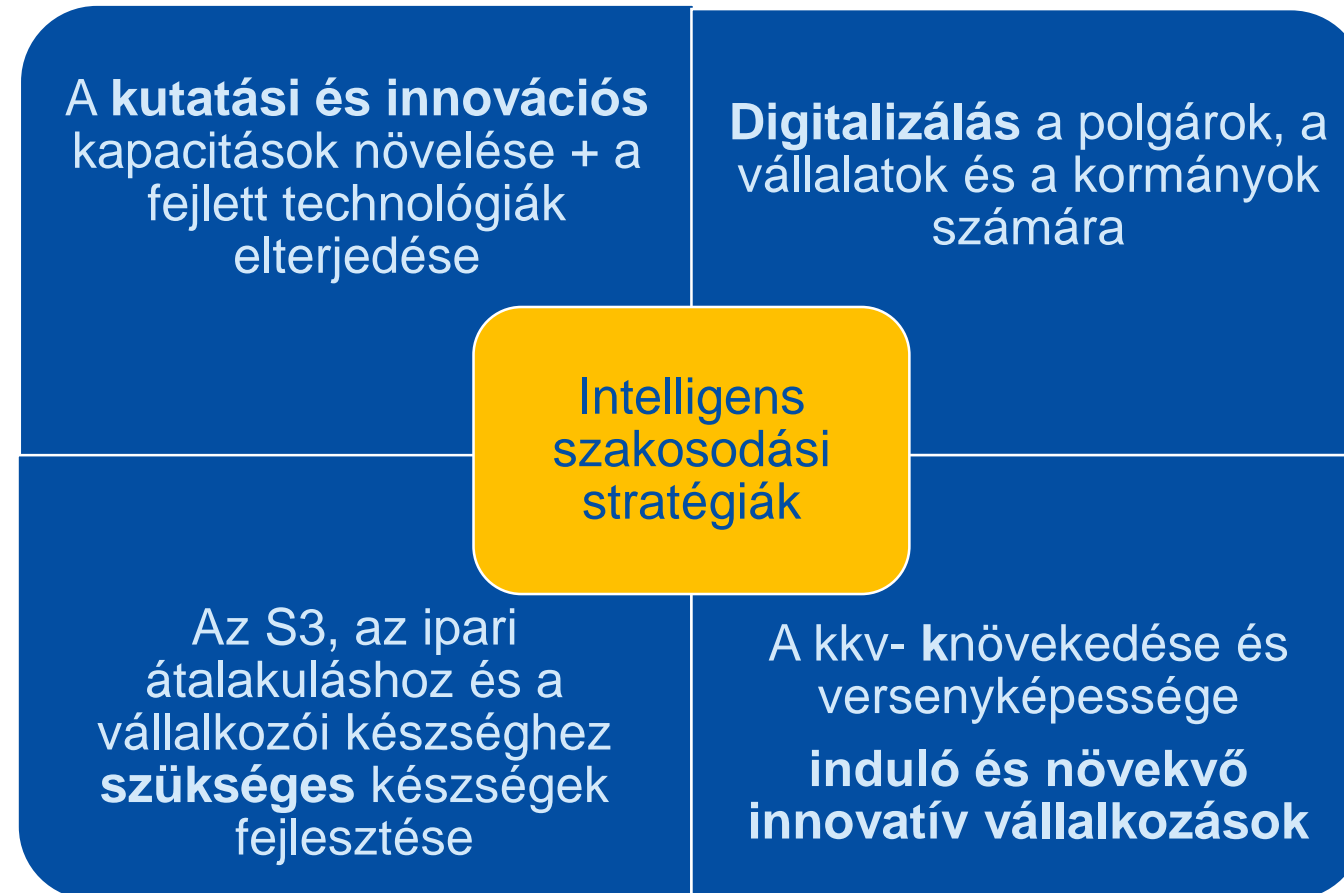 A kutatási és innovációs
kapacitások növelése + a
fejlett technológiák
elterjedése
Digitalizálás a polgárok, a
vállalatok és a kormányok
számára
Intelligens
szakosodási
stratégiák
Az S3, az ipari
átalakuláshoz és a
vállalkozói készséghez
szükséges készségek
fejlesztése
A kkv- knövekedése és
versenyképessége
induló és növekvő
innovatív vállalkozások